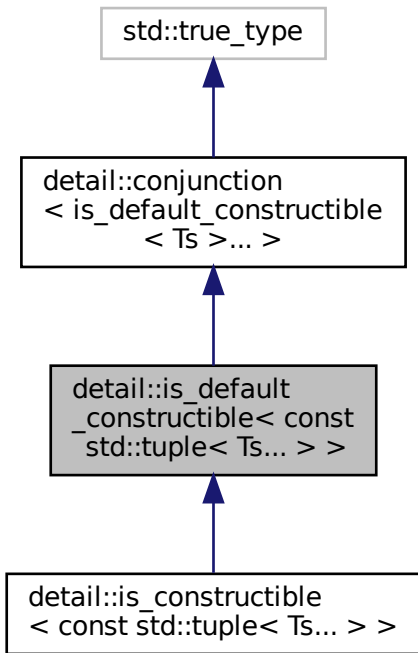 std::true_type
detail::conjunction
< is_default_constructible
< Ts >... >
detail::is_default
_constructible< const
std::tuple< Ts... > >
detail::is_constructible
< const std::tuple< Ts... > >